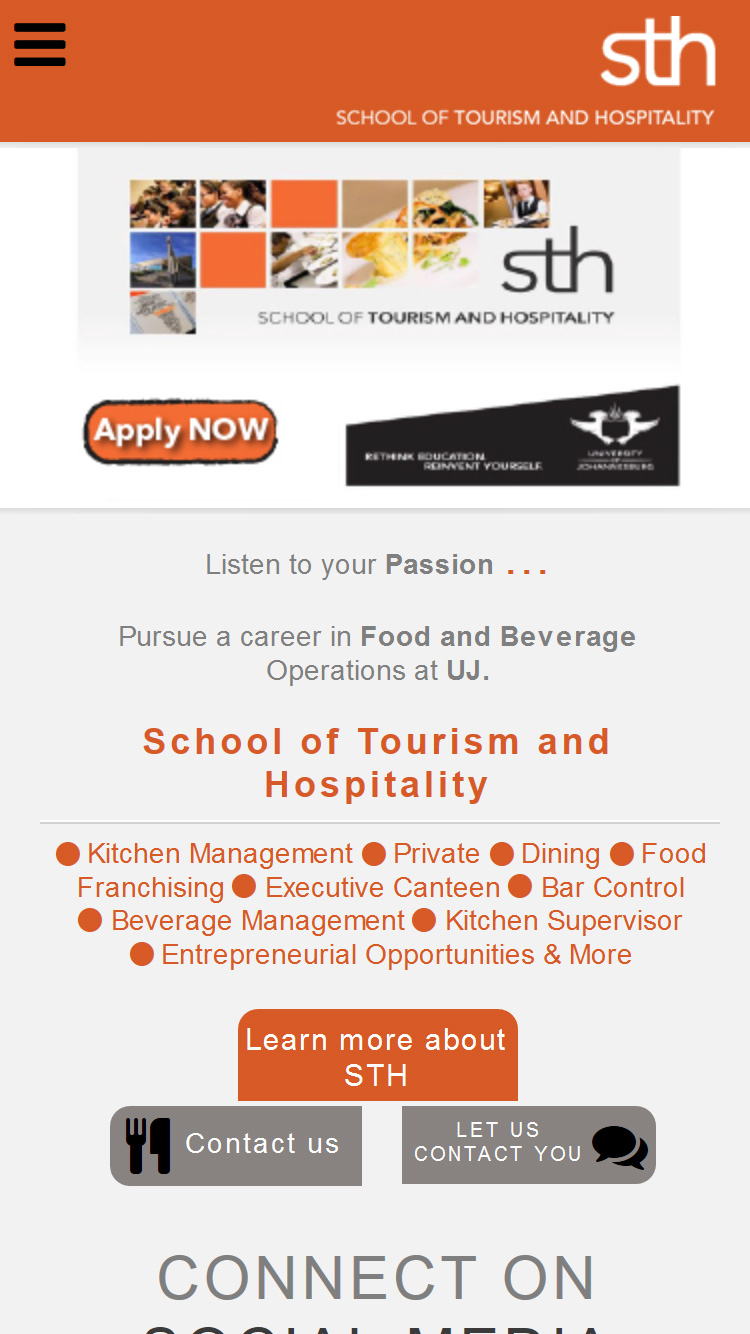 sth
SCHOOL OF TOURISM AND HOSPITALITY
sth
SCHOOL OF TOURISM AND HOSPITALITY
Apply NOW
RETHINK EDUCATION.
REINVENT YOURSELF.
UNIVERSITY
OF
JOHANNESBURG
Listen to your Passion . . .
Pursue a career in Food and Beverage
Operations at UJ.
School of Tourism and
Hospitality
● Kitchen Management ● Private ● Dining ● Food
Franchising ● Executive Canteen ● Bar Control
● Beverage Management ● Kitchen Supervisor
● Entrepreneurial Opportunities & More
Learn more about
STH
Contact us
LET US
CONTACT YOU
CONNECT ON
SOCIAL MEDIA